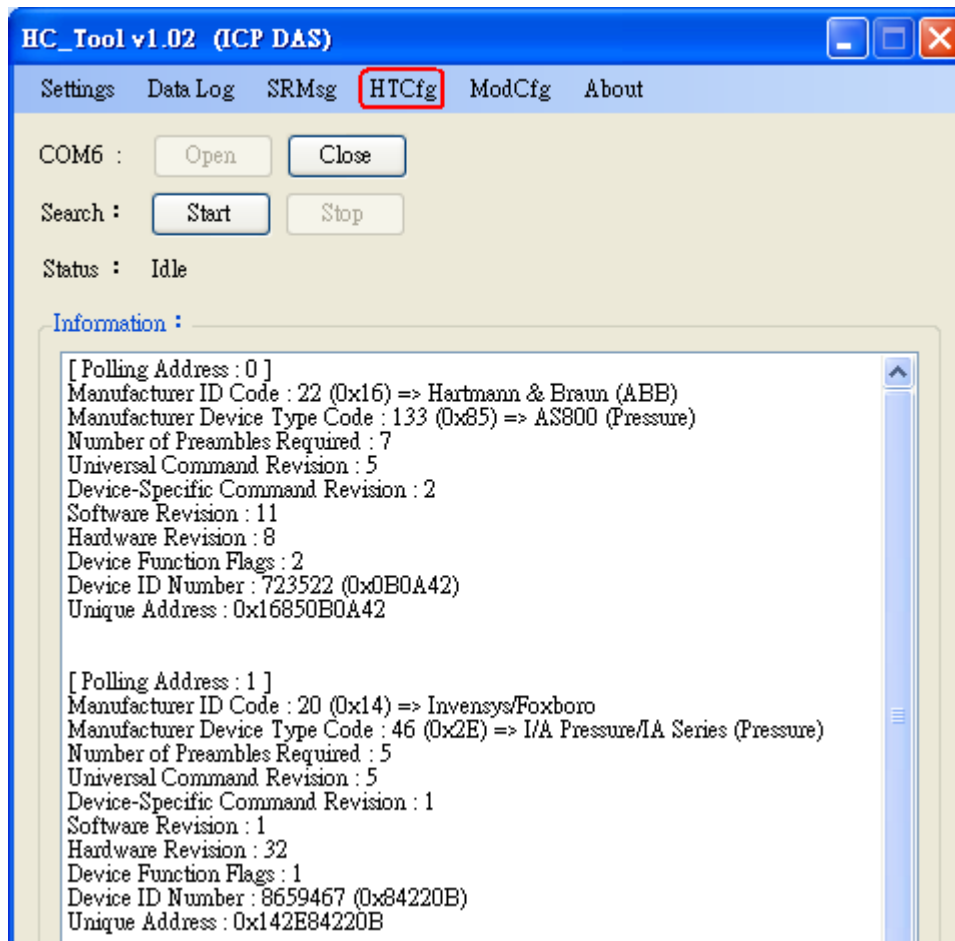 HC_Tool v1.02 (ICP DAS)
Settings Data Log SRMsg HTCfg ModCfg About
COM6 : Open Close
Search : Start Stop
Status : Idle
Information :
[ Polling Address : 0 ]
Manufacturer ID Code : 22 (0x16) => Hartmann & Braun (ABB)
Manufacturer Device Type Code : 133 (0x85) => AS800 (Pressure)
Number of Preambles Required : 7
Universal Command Revision : 5
Device-Specific Command Revision : 2
Software Revision : 11
Hardware Revision : 8
Device Function Flags : 2
Device ID Number : 723522 (0x0B0A42)
Unique Address : 0x16850B0A42
[ Polling Address : 1 ]
Manufacturer ID Code : 20 (0x14) => Invensys/Foxboro
Manufacturer Device Type Code : 46 (0x2E) => I/A Pressure/IA Series (Pressure)
Number of Preambles Required : 5
Universal Command Revision : 5
Device-Specific Command Revision : 1
Software Revision : 1
Hardware Revision : 32
Device Function Flags : 1
Device ID Number : 8659467 (0x84220B)
Unique Address : 0x142E84220B